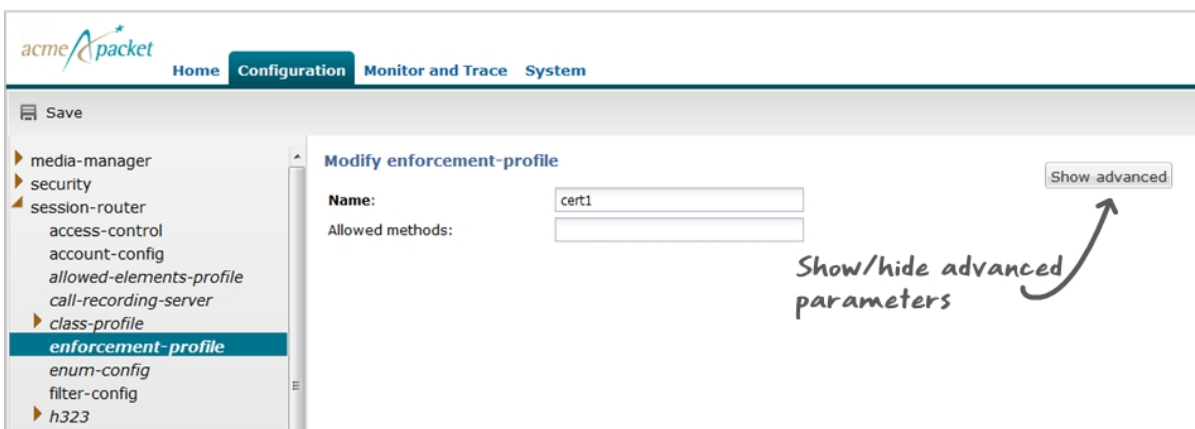 acme packet
Home Configuration Monitor and Trace System
Save
media-manager
security
session-router
access-control
account-config
allowed-elements-profile
call-recording-server
class-profile
enforcement-profile
enum-config
filter-config
h323
Modify enforcement-profile
Show advanced
Name: cert1
Allowed methods:
Show/hide advanced
parameters